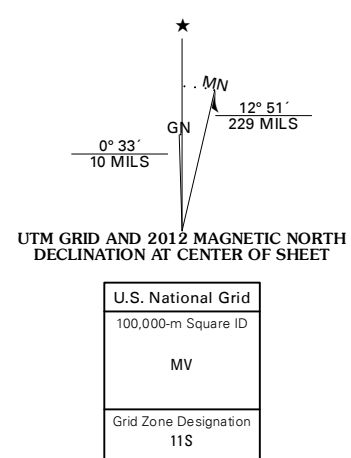 MN
12° 51´
229 MILS
GN
0° 33´
10 MILS
UTM GRID AND 2012 MAGNETIC NORTH
DECLINATION AT CENTER OF SHEET
U.S. National Grid
100,000-m Square ID
MV
Grid Zone Designation
11S